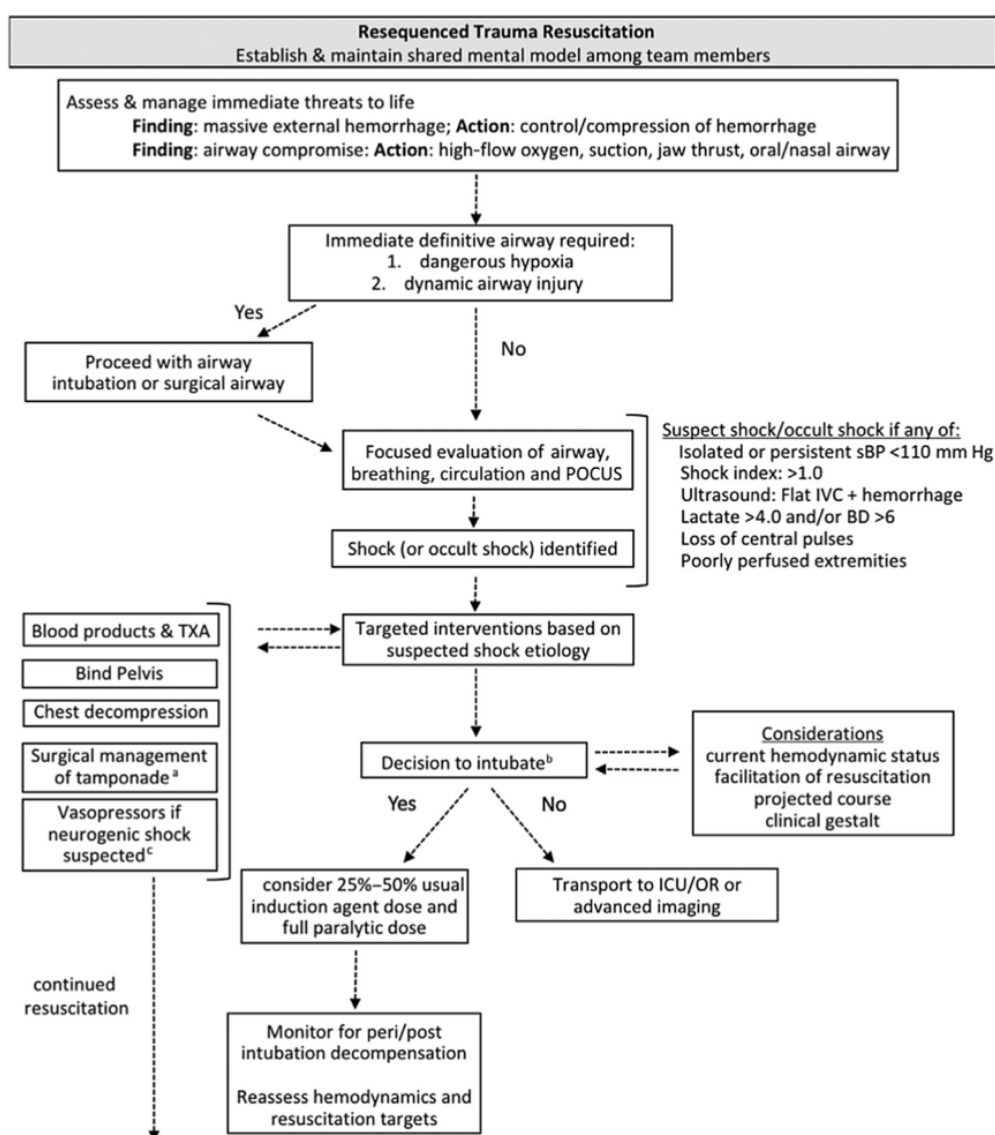 Resequenced Trauma Resuscitation
Establish & maintain shared mental model among team members
Assess & manage immediate threats to life
Finding: massive external hemorrhage; Action: control/compression of hemorrhage
Finding: airway compromise: Action: high-flow oxygen, suction, jaw thrust, oral/nasal airway
Immediate definitive airway required:
1. dangerous hypoxia
2. dynamic airway injury
Yes
No
Proceed with airway
intubation or surgical airway
Focused evaluation of airway,
breathing, circulation and POCUS
Shock (or occult shock) identified
Suspect shock/occult shock if any of:
Isolated or persistent sBP <110 mm Hg
Shock index: >1.0
Ultrasound: Flat IVC + hemorrhage
Lactate >4.0 and/or BD >6
Loss of central pulses
Poorly perfused extremities
Targeted interventions based on
suspected shock etiology
Blood products & TXA
Bind Pelvis
Chest decompression
Surgical management
of tamponade a
Vasopressors if
neurogenic shock
suspected c
Decision to intubate b
Considerations
current hemodynamic status
facilitation of resuscitation
projected course
clinical gestalt
Yes
No
consider 25%–50% usual
induction agent dose and
full paralytic dose
Transport to ICU/OR or
advanced imaging
continued
resuscitation
Monitor for peri/post
intubation decompensation
Reassess hemodynamics and
resuscitation targets